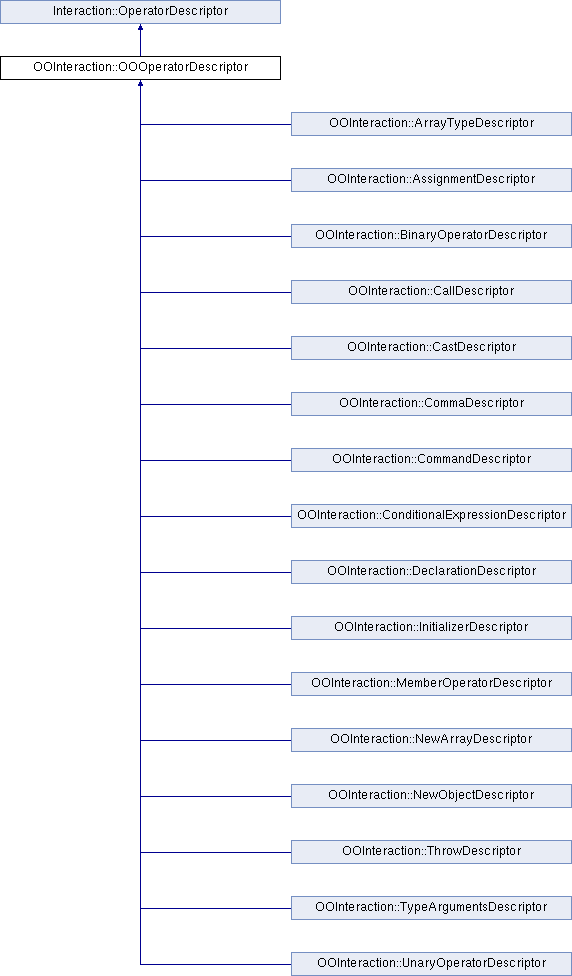 Interaction::OperatorDescriptor
OOInteraction::OOOperatorDescriptor
OOInteraction::ArrayTypeDescriptor
OOInteraction::AssignmentDescriptor
OOInteraction::BinaryOperatorDescriptor
OOInteraction::CallDescriptor
OOInteraction::CastDescriptor
OOInteraction::CommaDescriptor
OOInteraction::CommandDescriptor
OOInteraction::ConditionalExpressionDescriptor
OOInteraction::DeclarationDescriptor
OOInteraction::InitializerDescriptor
OOInteraction::MemberOperatorDescriptor
OOInteraction::NewArrayDescriptor
OOInteraction::NewObjectDescriptor
OOInteraction::ThrowDescriptor
OOInteraction::TypeArgumentsDescriptor
OOInteraction::UnaryOperatorDescriptor